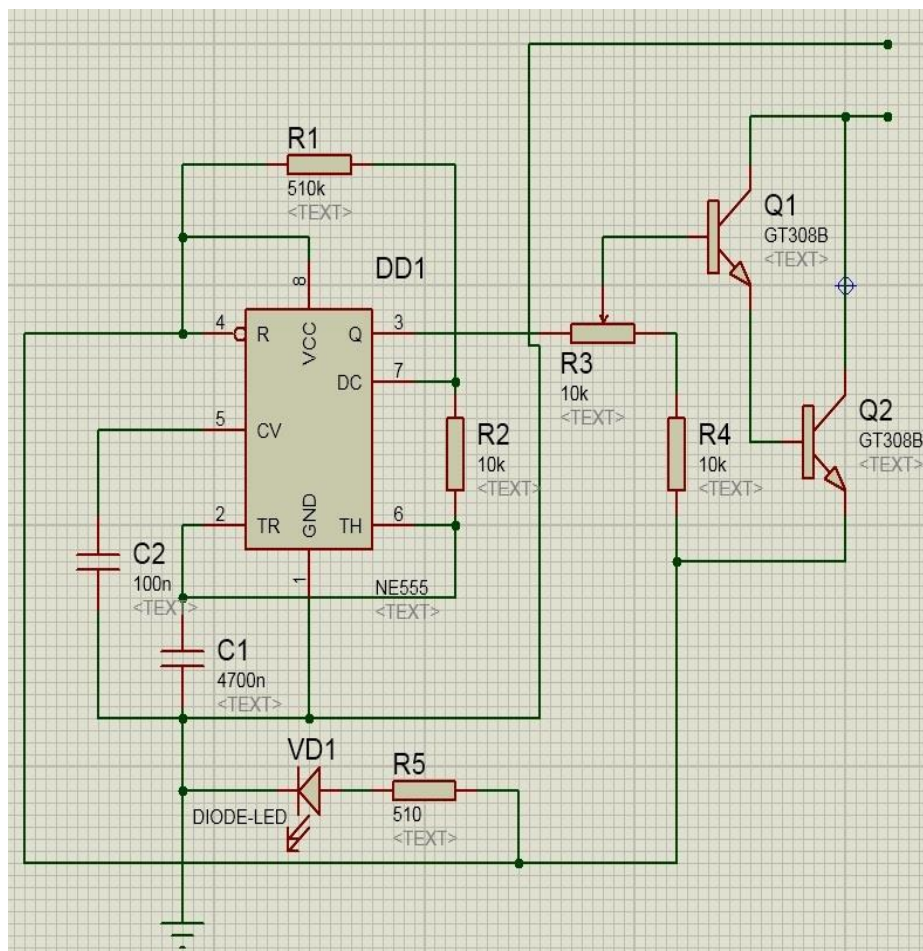 R1
510k
<TEXT>
Q1
GT308B
<TEXT>
DD1
8
4
R
VCC
Q
3
R3
10k
<TEXT>
DC
7
5
CV
R2
10k
<TEXT>
R4
10k
<TEXT>
Q2
GT308B
<TEXT>
2
TR
GND
TH
6
1
C2
100n
<TEXT>
NE555
<TEXT>
C1
4700n
<TEXT>
VD1
DIODE-LED
R5
510
<TEXT>